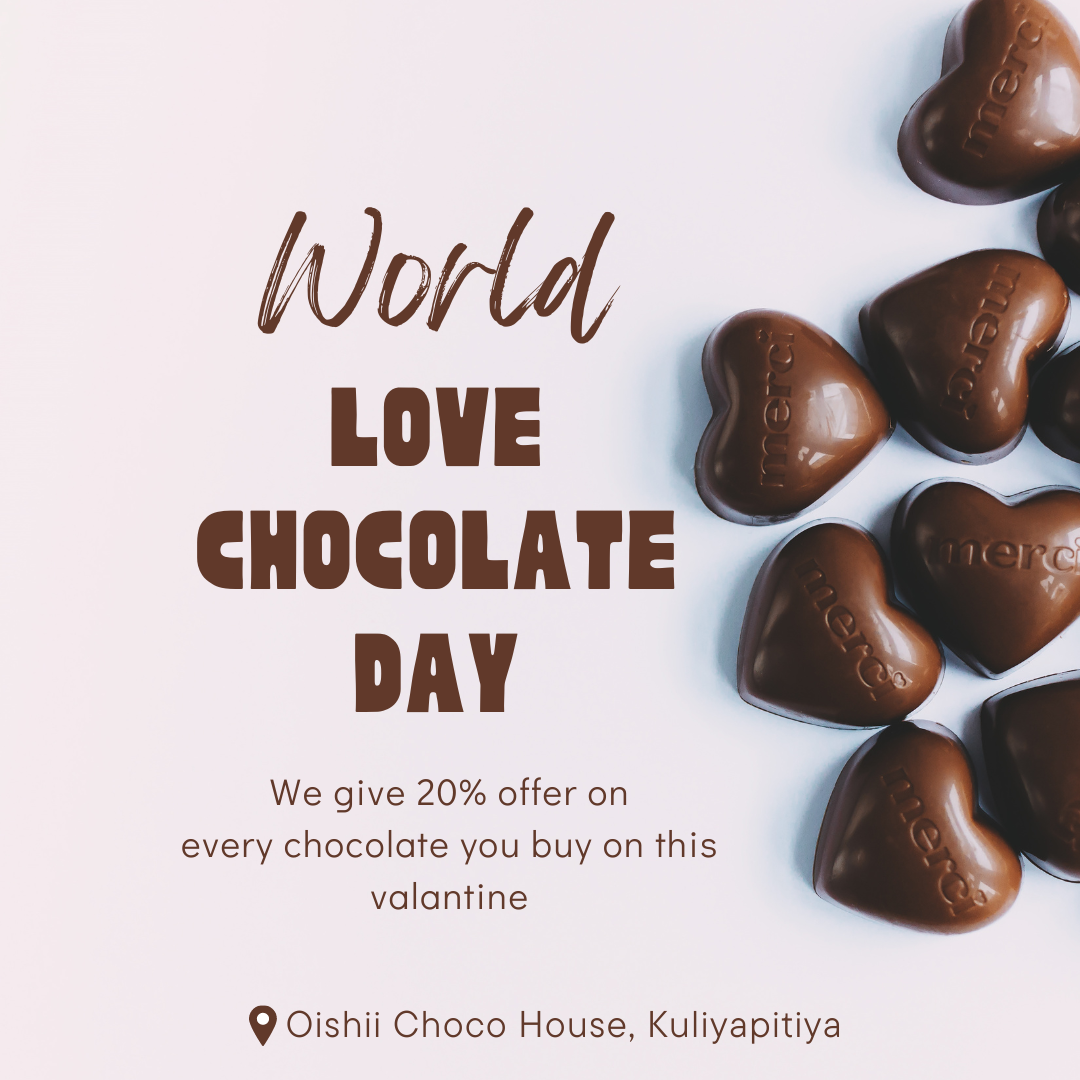 World
LOVE
CHOCOLATE
DAY
We give 20% offer on
every chocolate you buy on this
valantine
Oishii Choco House, Kuliyapitiya
merci
merci
merci
merci
merci
merci